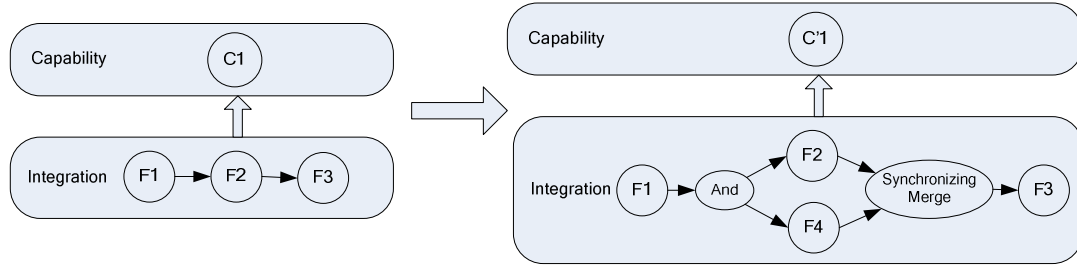 Capability
C1
Integration
F1
F2
F3
Capability
C'1
Integration
F1
And
F2
F4
Synchronizing
Merge
F3